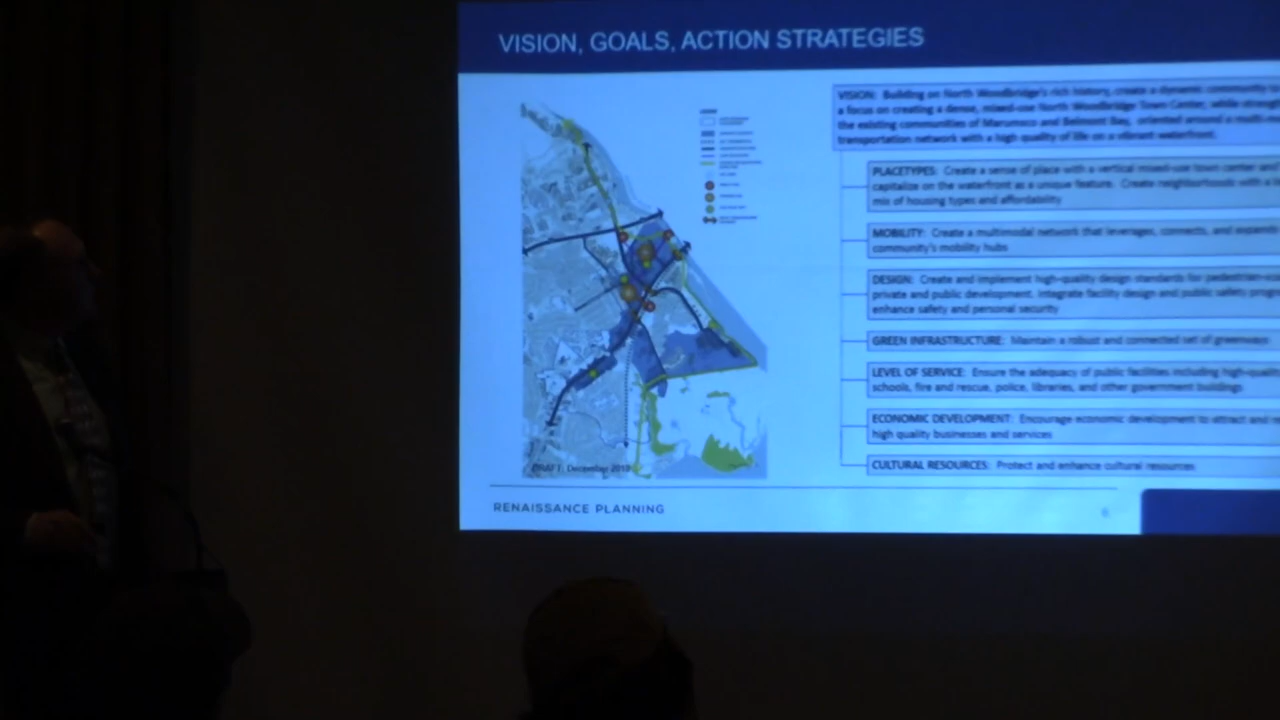 VISION, GOALS, ACTION STRATEGIES
VISION: Building on North Woodbridge's rich history, create a dynamic community
a focus on creating a dense, mixed-use North Woodbridge Town Center, while
the existing communities of Marumsco and Belmont Bay, oriented around a
transportation network with a high quality of life on a vibrant waterfront.
PLACETYPES: Create a sense of place with a vertical mixed-use town center
capitalize on the waterfront as a unique feature. Create neighborhoods with
mix of housing types and affordability
MOBILITY: Create a multimodal network that leverages, connects, and
community's mobility hubs
DESIGN: Create and implement high-quality design standards for
private and public development, integrate facility design and public safety
enhance safety and personal security
GREEN INFRASTRUCTURE: Maintain a robust and connected set of greenways
LEVEL OF SERVICE: Ensure the adequacy of public facilities including
schools, fire and rescue, police, libraries, and other government buildings
ECONOMIC DEVELOPMENT: Encourage economic development to attract and
high quality businesses and services
CULTURAL RESOURCES: Protect and enhance cultural resources
DRAFT: December 2018
RENAISSANCE PLANNING